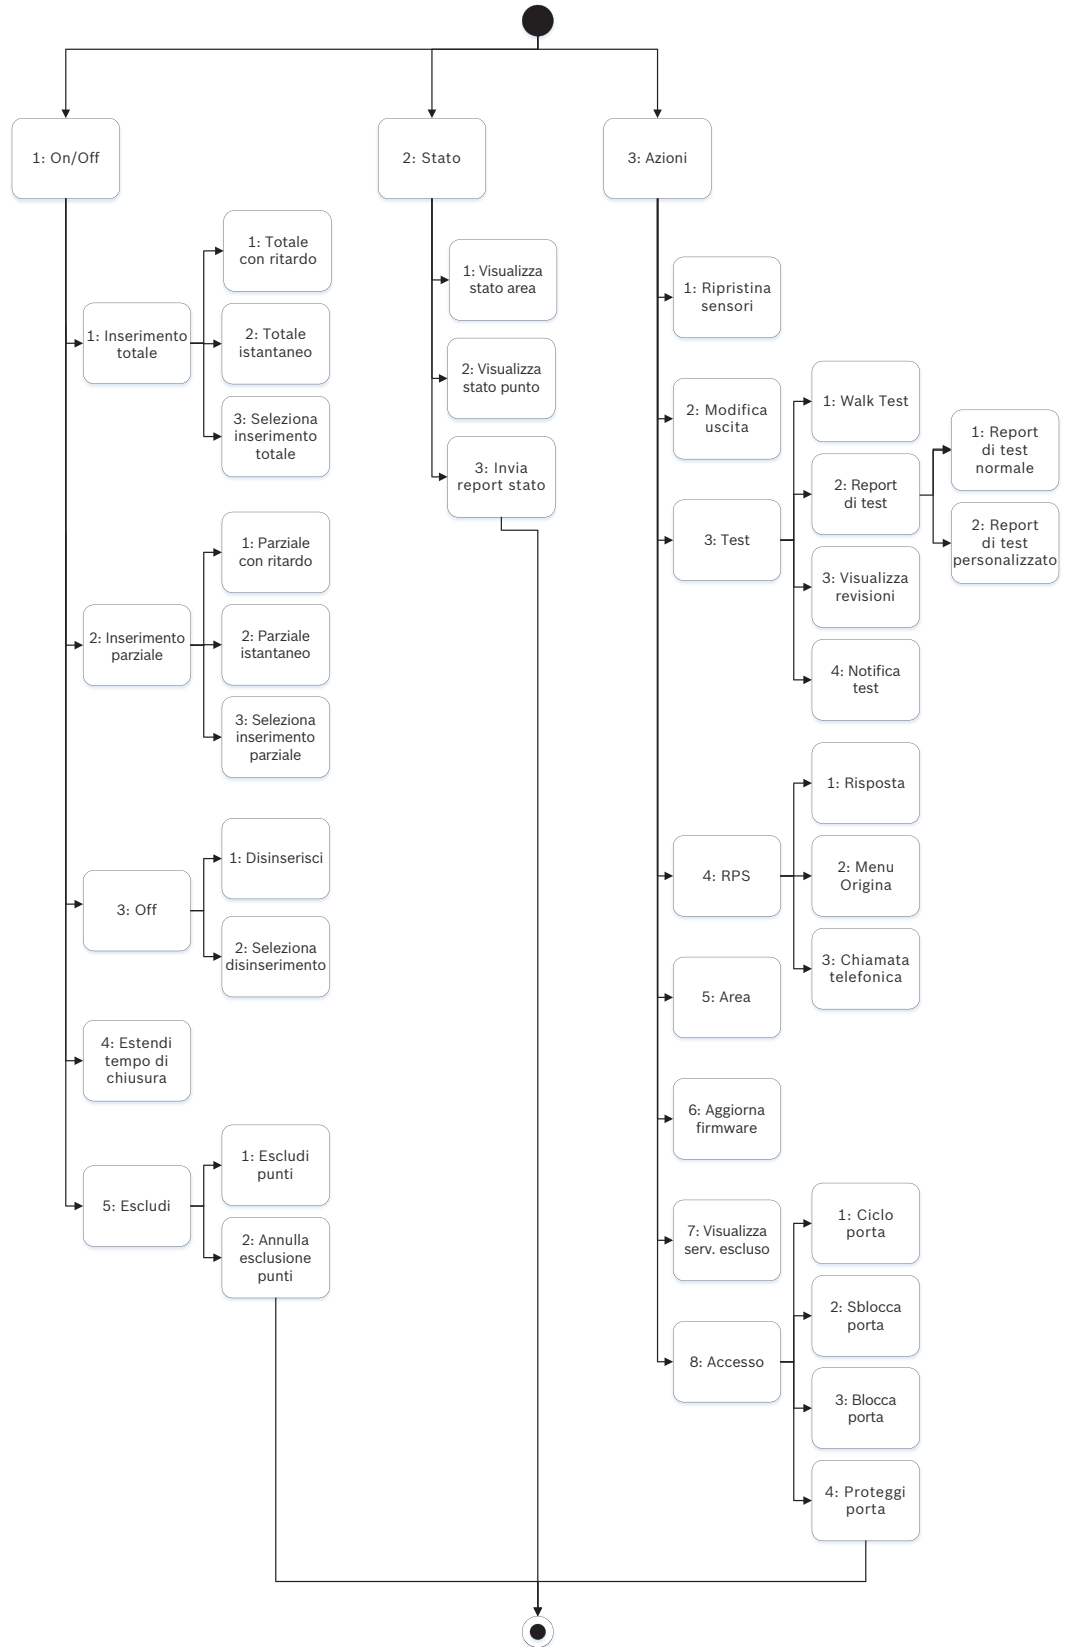 1: On/Off
2: Stato
3: Azioni
1: Inserimento
totale
1: Totale
con ritardo
2: Totale
istantaneo
3: Seleziona
inserimento
totale
2: Inserimento
parziale
1: Parziale
con ritardo
2: Parziale
istantaneo
3: Seleziona
inserimento
parziale
3: Off
1: Disinserisci
2: Seleziona
disinserimento
4: Estendi
tempo di
chiusura
5: Escludi
1: Escludi
punti
2: Annulla
esclusione
punti
1: Visualizza
stato area
2: Visualizza
stato punto
3: Invia
report stato
1: Ripristina
sensori
2: Modifica
uscita
3: Test
1: Walk Test
2: Report
di test
1: Report
di test
normale
2: Report
di test
personalizzato
3: Visualizza
revisioni
4: Notifica
test
4: RPS
1: Risposta
2: Menu
Origina
3: Chiamata
telefonica
5: Area
6: Aggiorna
firmware
7: Visualizza
serv. escluso
8: Accesso
1: Ciclo
porta
2: Sblocca
porta
3: Blocca
porta
4: Proteggi
porta